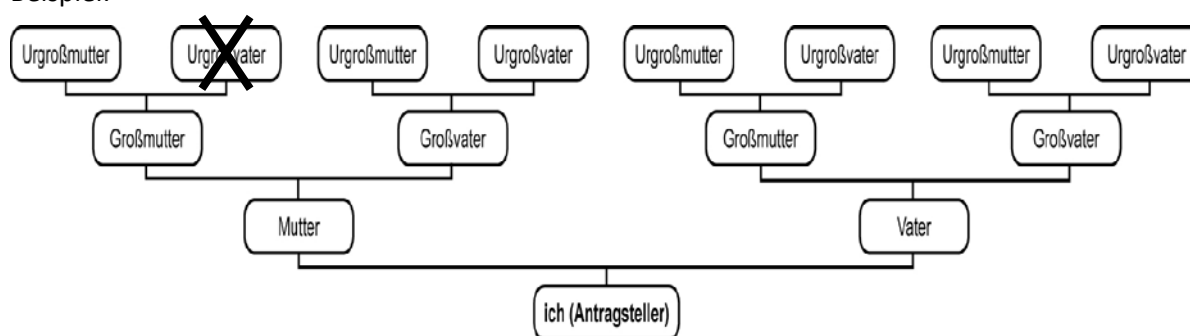 Urgroßmutter Urgroßvater Urgroßmutter Urgroßvater Urgroßmutter Urgroßvater Urgroßmutter Urgroßvater
Großmutter Großvater Großmutter Großvater
Mutter Vater
ich (Antragsteller)